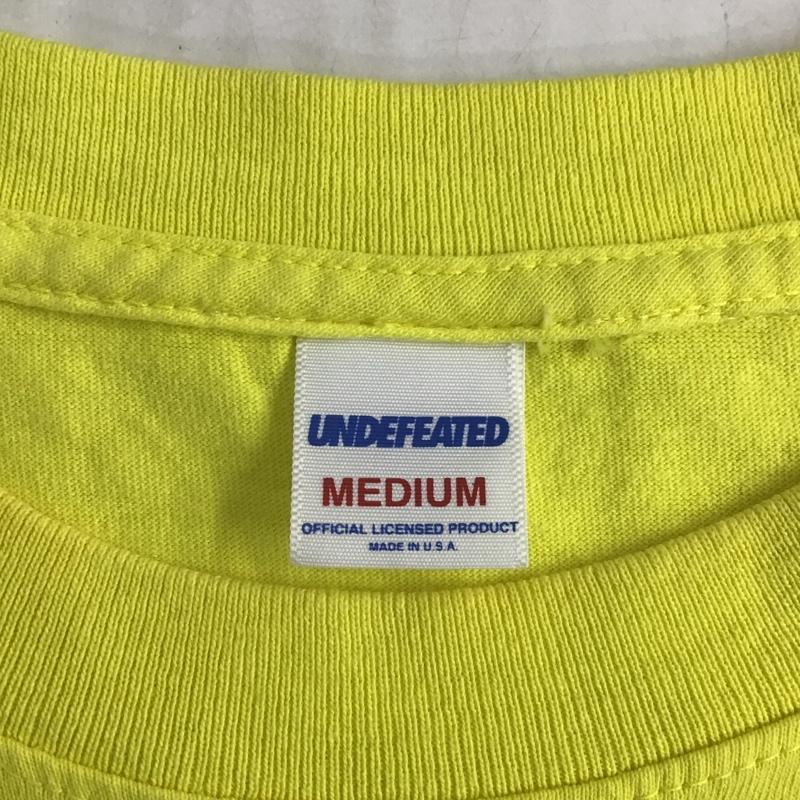 UNDEFEATED
MEDIUM
OFFICIAL LICENSED PRODUCT
MADE IN U.S.A.